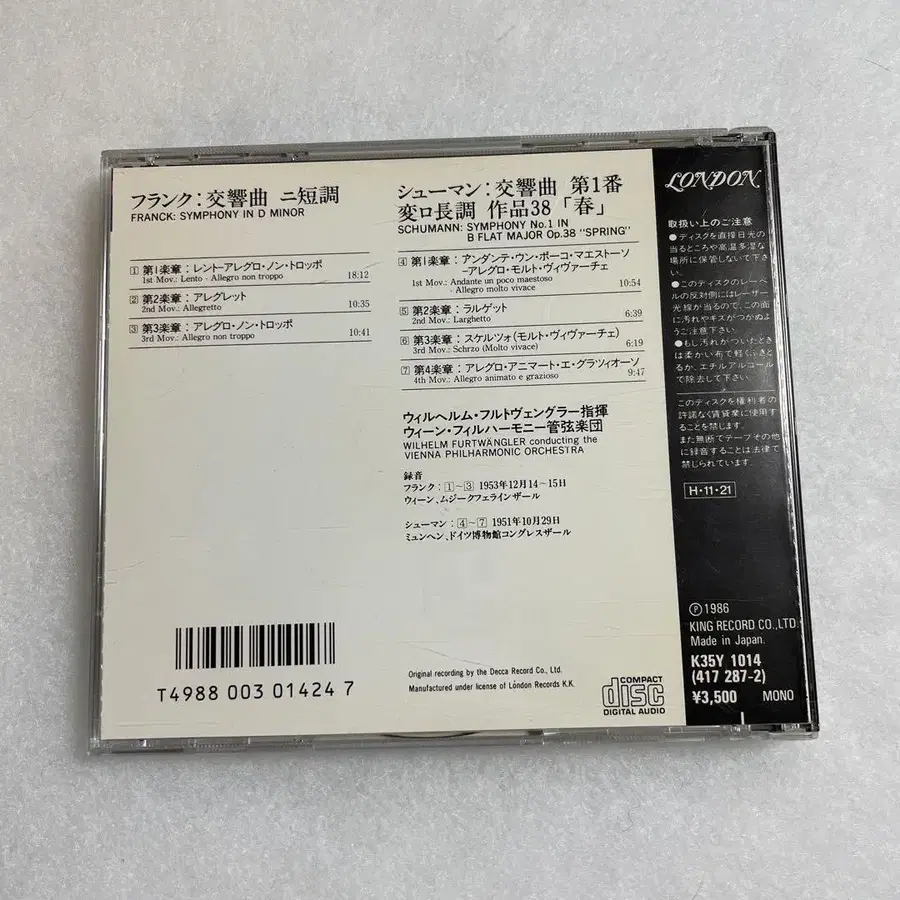 フランク：交響曲 ニ短調
FRANCK: SYMPHONY IN D MINOR
1 第1楽章：レント−アレグロ・ノン・トロッポ
1st Mov.: Lento - Allegro non troppo 18:12
2 第2楽章：アレグレット
2nd Mov.: Allegretto 10:35
3 第3楽章：アレグロ・ノン・トロッポ
3rd Mov.: Allegro non troppo 10:41
シューマン：交響曲 第1番
変ロ長調 作品38「春」
SCHUMANN: SYMPHONY No.1 IN
B FLAT MAJOR Op.38 "SPRING"
4 第1楽章：アンダンテ・ウン・ポーコ・マエストーソ
−アレグロ・モルト・ヴィヴァーチェ
1st Mov.: Andante un poco maestoso
- Allegro molto vivace 10:54
5 第2楽章：ラルゲット
2nd Mov.: Larghetto 6:39
6 第3楽章：スケルツォ(モルト・ヴィヴァーチェ)
3rd Mov.: Schrzo (Molto vivace) 6:19
7 第4楽章：アレグロ・アニマート・エ・グラツィオーソ
4th Mov.: Allegro animato e grazioso 9:47
ウィルヘルム・フルトヴェングラー指揮
ウィーン・フィルハーモニー管弦楽団
WILHELM FURTWÄNGLER conducting the
VIENNA PHILHARMONIC ORCHESTRA
録音
フランク：1〜3 1953年12月14〜15日
ウィーン、ムジークフェラインザール
シューマン：4〜7 1951年10月29日
ミュンヘン、ドイツ博物館コングレスザール
T4988 003 01424 7
Original recording by the Decca Record Co., Ltd.
Manufactured under license of London Records K.K.
COMPACT
disc
DIGITAL AUDIO
LONDON
取扱い上のご注意
●ディスクを直接日光の
当るところや高温多湿な
場所に保管しないで下さ
い。
●このディスクのレーベ
ルの反対側にはレーザー
光線が当るので、この面
に汚れやキズがつかぬよ
うご注意下さい。
●もし汚れがついたとき
は柔かい布で軽くふきと
るか、エチルアルコール
で除去して下さい。
このディスクを権利者の
許諾なく賃貸業に使用す
ることを禁じます。
また無断でテープその他
に録音することは法律で
禁じられています。
H・11・21
Ⓟ1986
KING RECORD CO.,LTD.
Made in Japan.
K35Y 1014
(417 287-2)
¥3,500 MONO